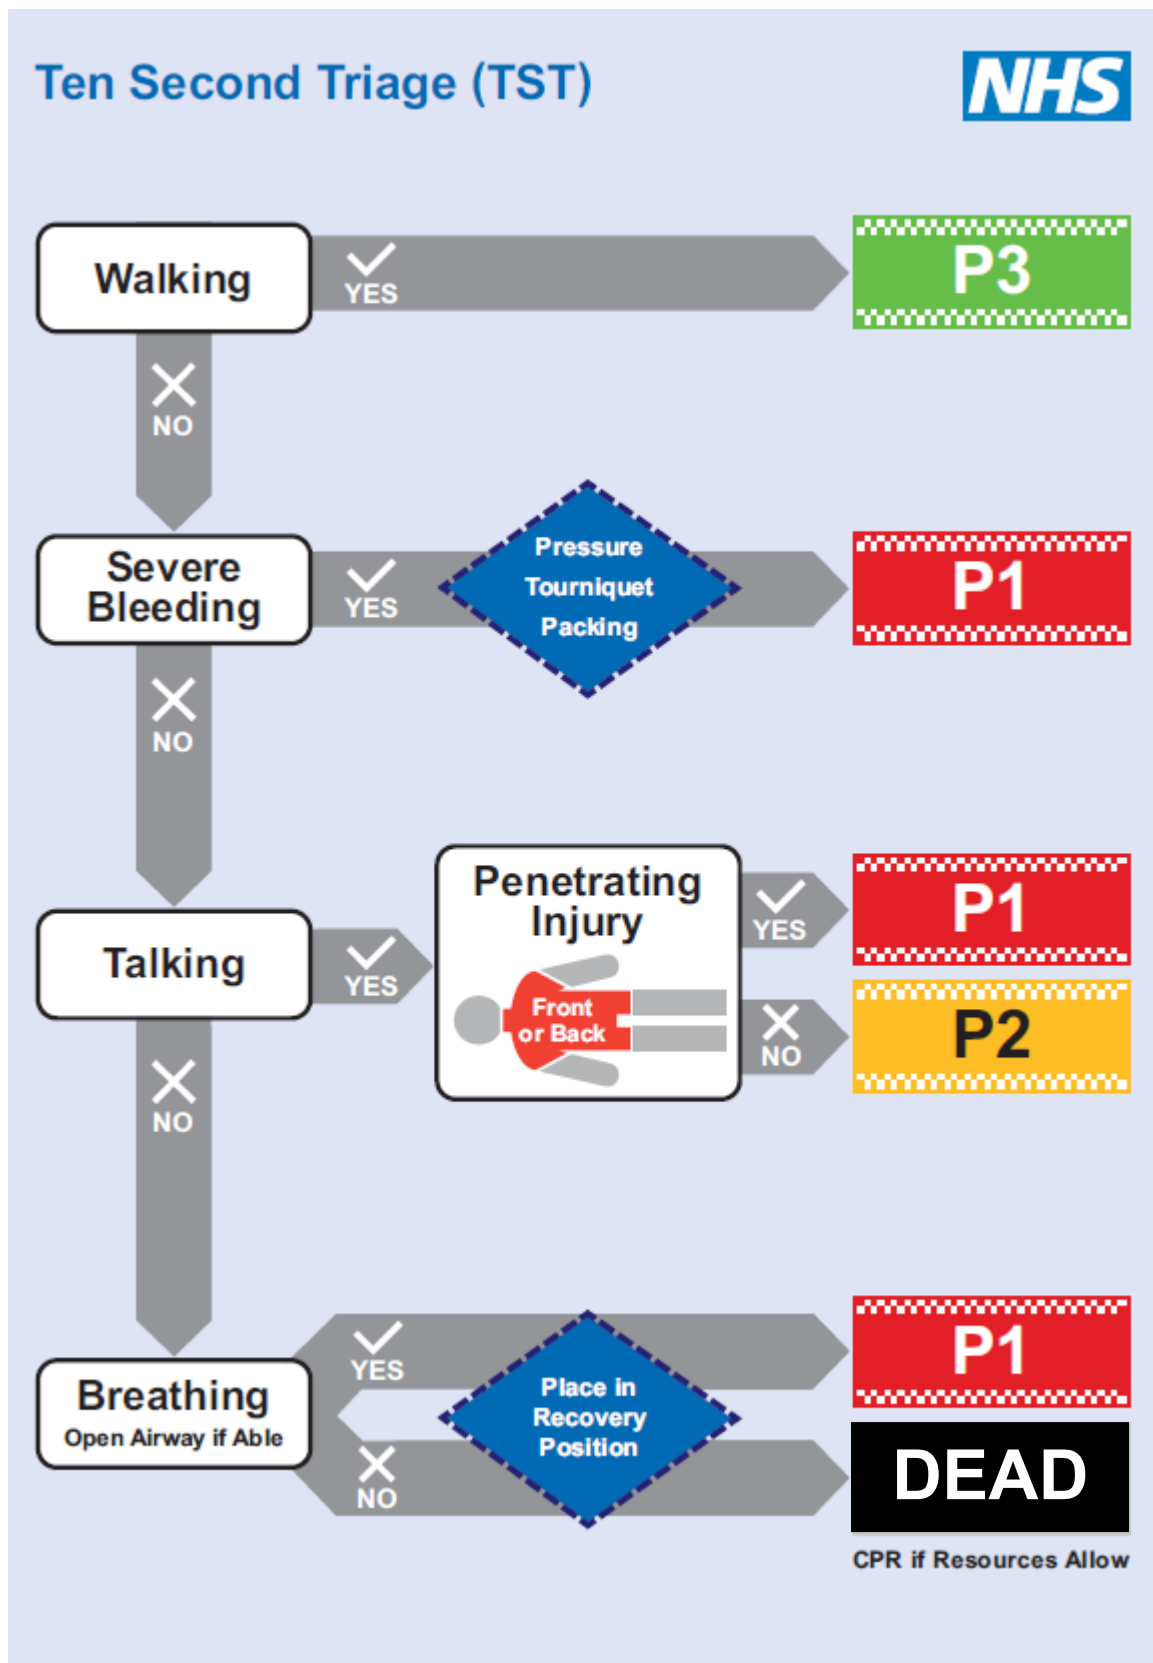 Ten Second Triage (TST)
NHS
Walking
YES
P3
NO
Severe
Bleeding
YES
Pressure
Tourniquet
Packing
P1
NO
Talking
YES
Penetrating
Injury
Front
or Back
YES
P1
NO
P2
NO
Breathing
Open Airway if Able
YES
Place in
Recovery
Position
P1
NO
DEAD
CPR if Resources Allow